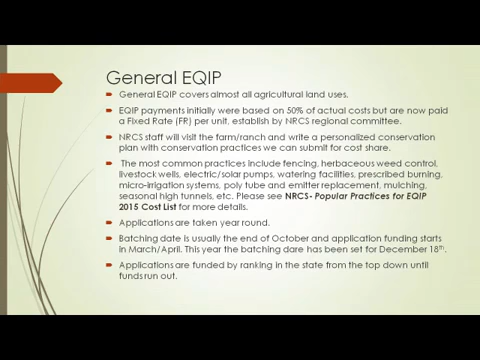 General EQIP
General EQIP covers almost all agricultural land uses.
EQIP payments initially were based on 50% of actual costs but are now paid
a Fixed Rate (FR) per unit, establish by NRCS regional committee.
NRCS staff will visit the farm/ranch and write a personalized conservation
plan with conservation practices we can submit for cost share.
The most common practices include fencing, herbaceous weed control,
livestock wells, electric/solar pumps, watering facilities, prescribed burning,
micro-irrigation systems, poly tube and emitter replacement, mulching,
seasonal high tunnels, etc. Please see NRCS- Popular Practices for EQIP
2015 Cost List for more details.
Applications are taken year round.
Batching date is usually the end of October and application funding starts
in March/April. This year the batching dare has been set for December 18th.
Applications are funded by ranking in the state from the top down until
funds run out.